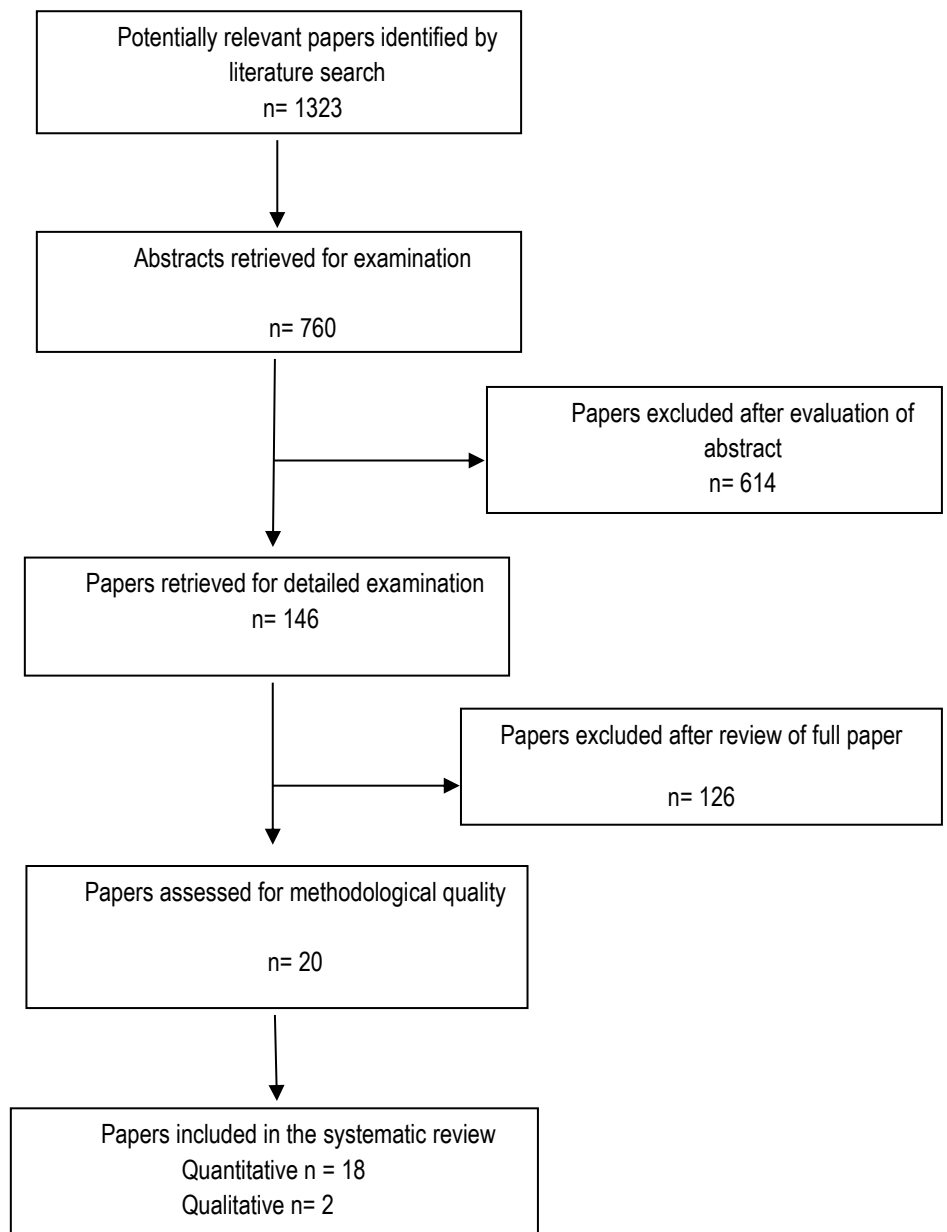 Potentially relevant papers identified by
literature search
n= 1323
Abstracts retrieved for examination
n= 760
Papers excluded after evaluation of
abstract
n= 614
Papers retrieved for detailed examination
n= 146
Papers excluded after review of full paper
n= 126
Papers assessed for methodological quality
n= 20
Papers included in the systematic review
Quantitative n = 18
Qualitative n= 2